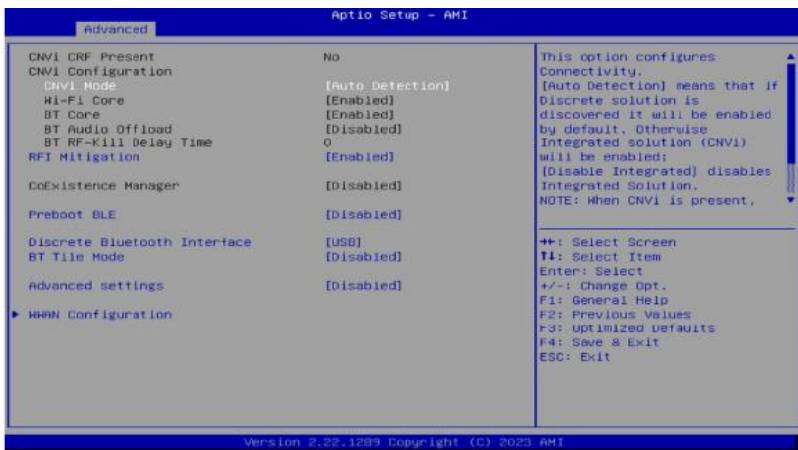 Aptio Setup - AMI
Advanced
CNVi CRF Present No
CNVi Configuration
CNVi Mode [Auto Detection]
Wi-Fi Core [Enabled]
BT Core [Enabled]
BT Audio Offload [Disabled]
BT RF-Kill Delay Time 0
RFI Mitigation [Enabled]
CoExistence Manager [Disabled]
Preboot BLE [Disabled]
Discrete Bluetooth Interface [USB]
BT Tile Mode [Disabled]
Advanced settings [Disabled]
WWAN Configuration
This option configures
Connectivity.
[Auto Detection] means that if
Discrete solution is
discovered it will be enabled
by default. Otherwise
Integrated solution (CNVi)
will be enabled;
[Disable Integrated] disables
Integrated Solution.
NOTE: When CNVi is present,
→←: Select Screen
↑↓: Select Item
Enter: Select
+/-: Change Opt.
F1: General Help
F2: Previous Values
F3: Optimized Defaults
F4: Save & Exit
ESC: Exit
Version 2.22.1289 Copyright (C) 2023 AMI